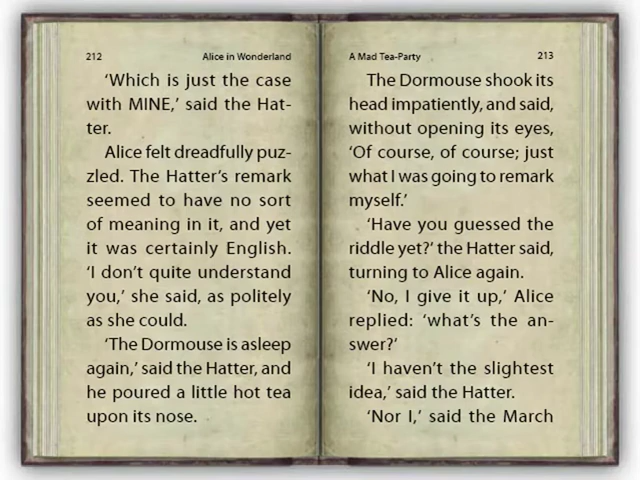 212 Alice in Wonderland
‘Which is just the case
with MINE,’ said the Hat-
ter.
Alice felt dreadfully puz-
zled. The Hatter’s remark
seemed to have no sort
of meaning in it, and yet
it was certainly English.
‘I don’t quite understand
you,’ she said, as politely
as she could.
‘The Dormouse is asleep
again,’ said the Hatter, and
he poured a little hot tea
upon its nose.
A Mad Tea-Party 213
The Dormouse shook its
head impatiently, and said,
without opening its eyes,
‘Of course, of course; just
what I was going to remark
myself.’
‘Have you guessed the
riddle yet?’ the Hatter said,
turning to Alice again.
‘No, I give it up,’ Alice
replied: ‘what’s the an-
swer?’
‘I haven’t the slightest
idea,’ said the Hatter.
‘Nor I,’ said the March